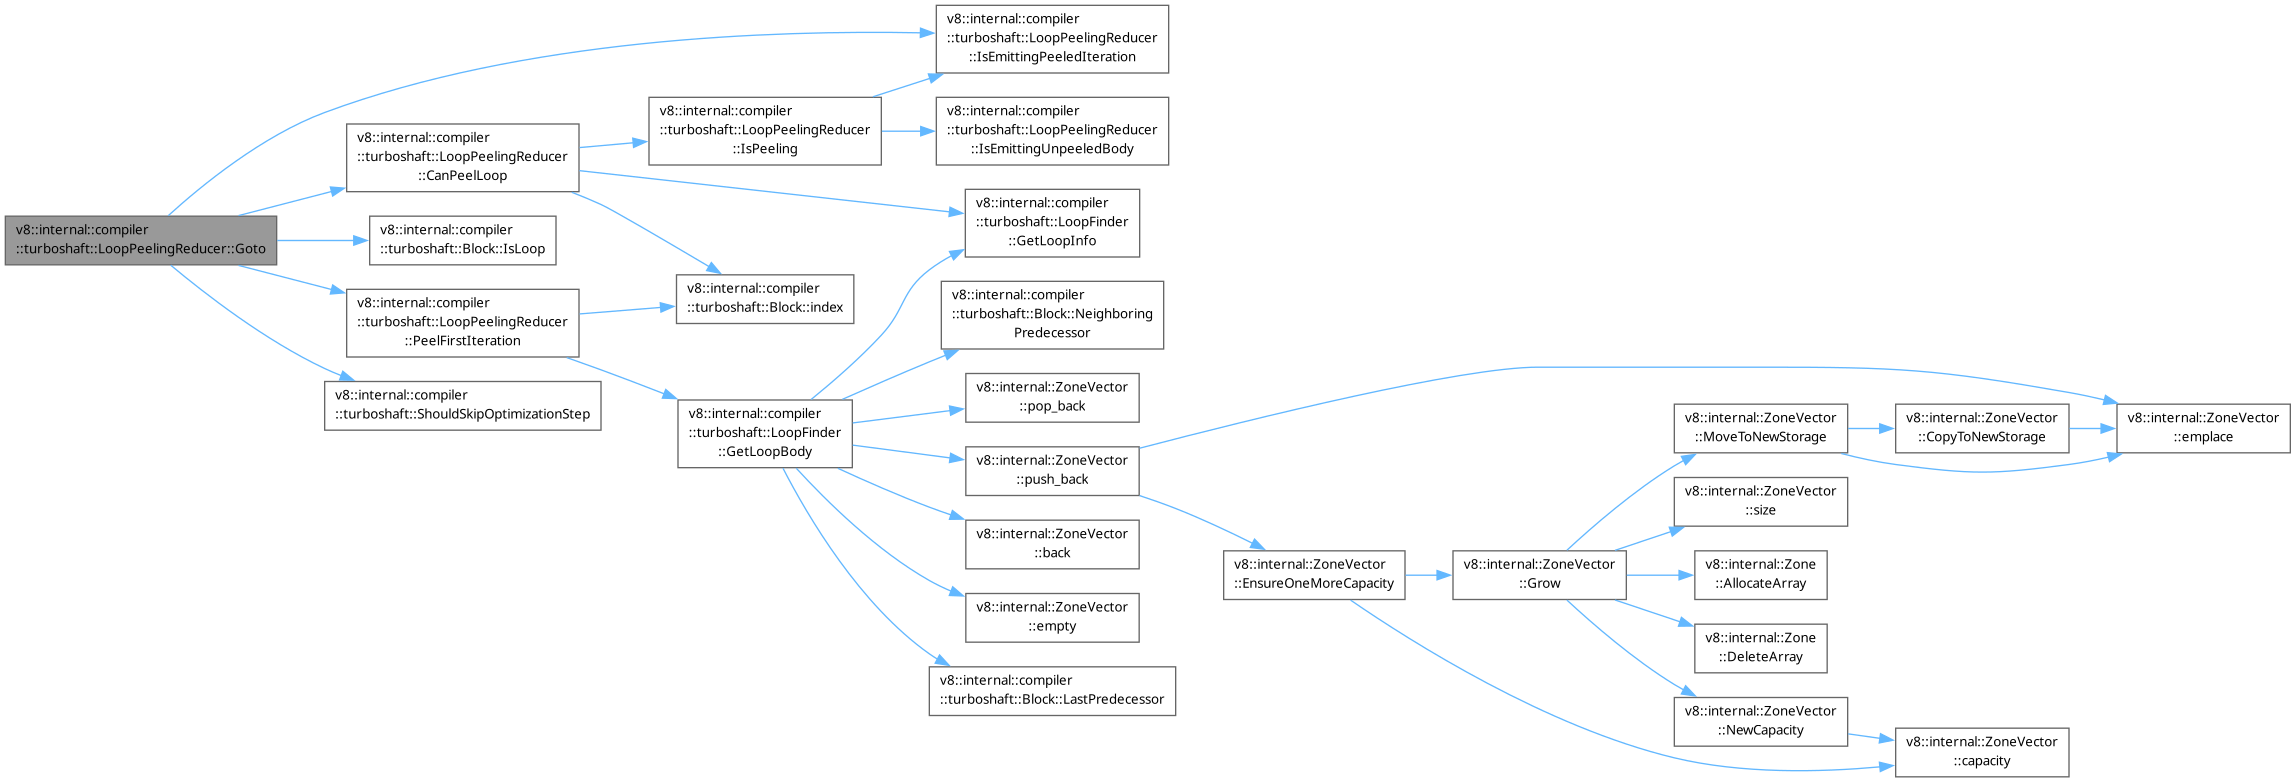 v8::internal::compiler
::turboshaft::LoopPeelingReducer::Goto
v8::internal::compiler
::turboshaft::LoopPeelingReducer
::IsEmittingPeeledIteration
v8::internal::compiler
::turboshaft::LoopPeelingReducer
::CanPeelLoop
v8::internal::compiler
::turboshaft::LoopPeelingReducer
::IsPeeling
v8::internal::compiler
::turboshaft::LoopPeelingReducer
::IsEmittingUnpeeledBody
v8::internal::compiler
::turboshaft::LoopFinder
::GetLoopInfo
v8::internal::compiler
::turboshaft::Block::IsLoop
v8::internal::compiler
::turboshaft::Block::index
v8::internal::compiler
::turboshaft::LoopPeelingReducer
::PeelFirstIteration
v8::internal::compiler
::turboshaft::ShouldSkipOptimizationStep
v8::internal::compiler
::turboshaft::LoopFinder
::GetLoopBody
v8::internal::compiler
::turboshaft::Block::Neighboring
Predecessor
v8::internal::ZoneVector
::pop_back
v8::internal::ZoneVector
::push_back
v8::internal::ZoneVector
::back
v8::internal::ZoneVector
::empty
v8::internal::compiler
::turboshaft::Block::LastPredecessor
v8::internal::ZoneVector
::EnsureOneMoreCapacity
v8::internal::ZoneVector
::Grow
v8::internal::ZoneVector
::MoveToNewStorage
v8::internal::ZoneVector
::CopyToNewStorage
v8::internal::ZoneVector
::emplace
v8::internal::ZoneVector
::size
v8::internal::Zone
::AllocateArray
v8::internal::Zone
::DeleteArray
v8::internal::ZoneVector
::NewCapacity
v8::internal::ZoneVector
::capacity